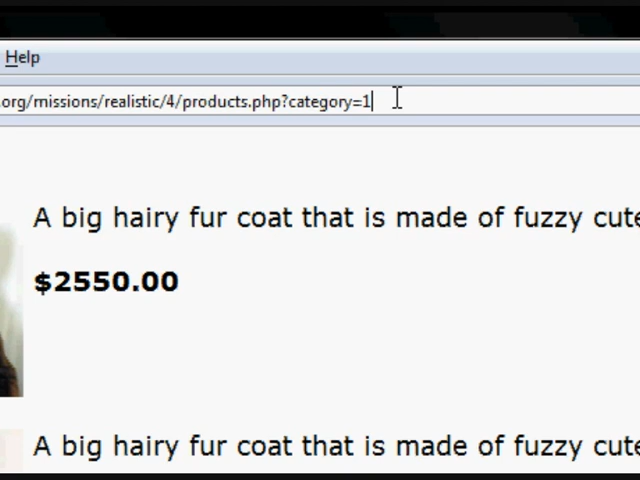 Help
.org/missions/realistic/4/products.php?category=1
A big hairy fur coat that is made of fuzzy cute
$2550.00
A big hairy fur coat that is made of fuzzy cute